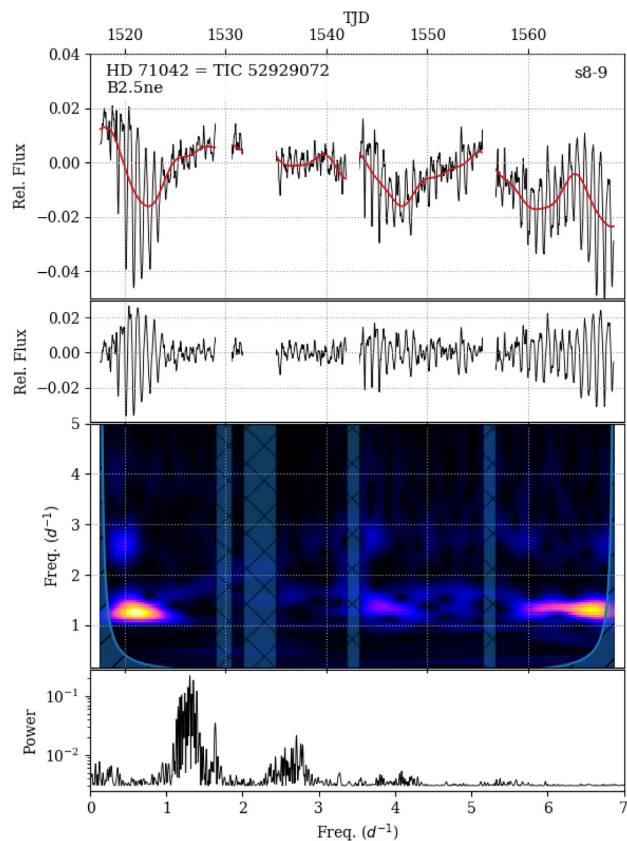 TJD
1520 1530 1540 1550 1560
0.04
HD 71042 = TIC 52929072
s8-9
B2.5ne
0.02
0.00
−0.02
−0.04
Rel. Flux
0.02
0.00
−0.02
Rel. Flux
5
4
3
2
1
Freq. (d⁻¹)
10⁻¹
10⁻²
Power
0 1 2 3 4 5 6 7
Freq. (d⁻¹)